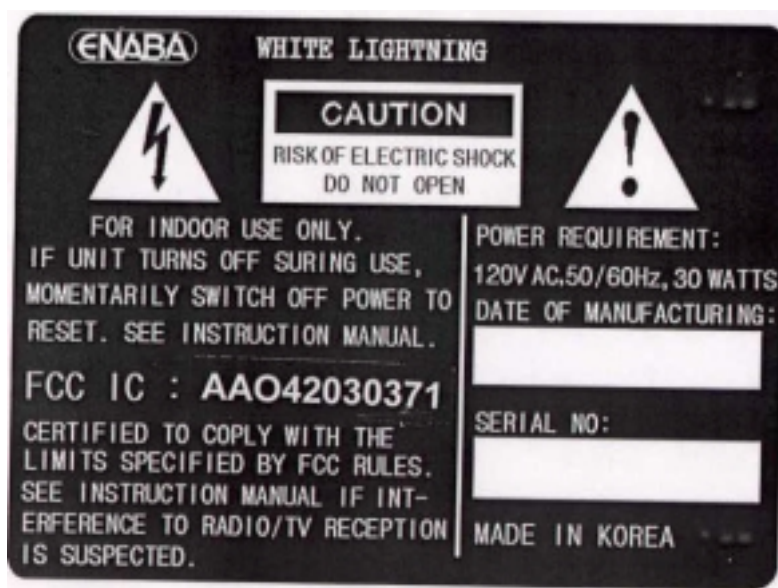 ENABA WHITE LIGHTNING
CAUTION
RISK OF ELECTRIC SHOCK
DO NOT OPEN
FOR INDOOR USE ONLY.
IF UNIT TURNS OFF SURING USE,
MOMENTARILY SWITCH OFF POWER TO
RESET. SEE INSTRUCTION MANUAL.
FCC IC : AAO42030371
CERTIFIED TO COPLY WITH THE
LIMITS SPECIFIED BY FCC RULES.
SEE INSTRUCTION MANUAL IF INT-
ERFERENCE TO RADIO/TV RECEPTION
IS SUSPECTED.
POWER REQUIREMENT:
120V AC,50/60Hz, 30 WATTS
DATE OF MANUFACTURING:
SERIAL NO:
MADE IN KOREA